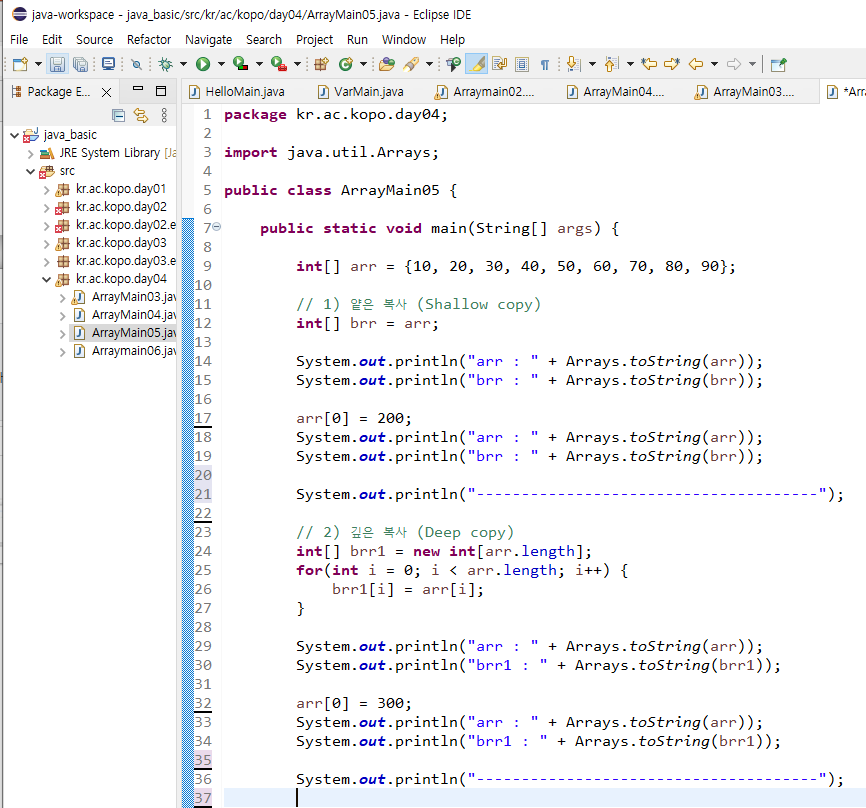 java-workspace - java_basic/src/kr/ac/kopo/day04/ArrayMain05.java - Eclipse IDE
File Edit Source Refactor Navigate Search Project Run Window Help
Package E...
HelloMain.java VarMain.java Arraymain02.... ArrayMain04.... ArrayMain03.... *Arr
java_basic
JRE System Library [Ja
src
kr.ac.kopo.day01
kr.ac.kopo.day02
kr.ac.kopo.day02.e
kr.ac.kopo.day03
kr.ac.kopo.day03.e
kr.ac.kopo.day04
ArrayMain03.jav
ArrayMain04.jav
ArrayMain05.jav
Arraymain06.jav
1 package kr.ac.kopo.day04;
2
3 import java.util.Arrays;
4
5 public class ArrayMain05 {
6
7 public static void main(String[] args) {
8
9 int[] arr = {10, 20, 30, 40, 50, 60, 70, 80, 90};
10
11 // 1) 얕은 복사 (Shallow copy)
12 int[] brr = arr;
13
14 System.out.println("arr : " + Arrays.toString(arr));
15 System.out.println("brr : " + Arrays.toString(brr));
16
17 arr[0] = 200;
18 System.out.println("arr : " + Arrays.toString(arr));
19 System.out.println("brr : " + Arrays.toString(brr));
20
21 System.out.println("--------------------------------------");
22
23 // 2) 깊은 복사 (Deep copy)
24 int[] brr1 = new int[arr.length];
25 for(int i = 0; i < arr.length; i++) {
26 brr1[i] = arr[i];
27 }
28
29 System.out.println("arr : " + Arrays.toString(arr));
30 System.out.println("brr1 : " + Arrays.toString(brr1));
31
32 arr[0] = 300;
33 System.out.println("arr : " + Arrays.toString(arr));
34 System.out.println("brr1 : " + Arrays.toString(brr1));
35
36 System.out.println("--------------------------------------");
37